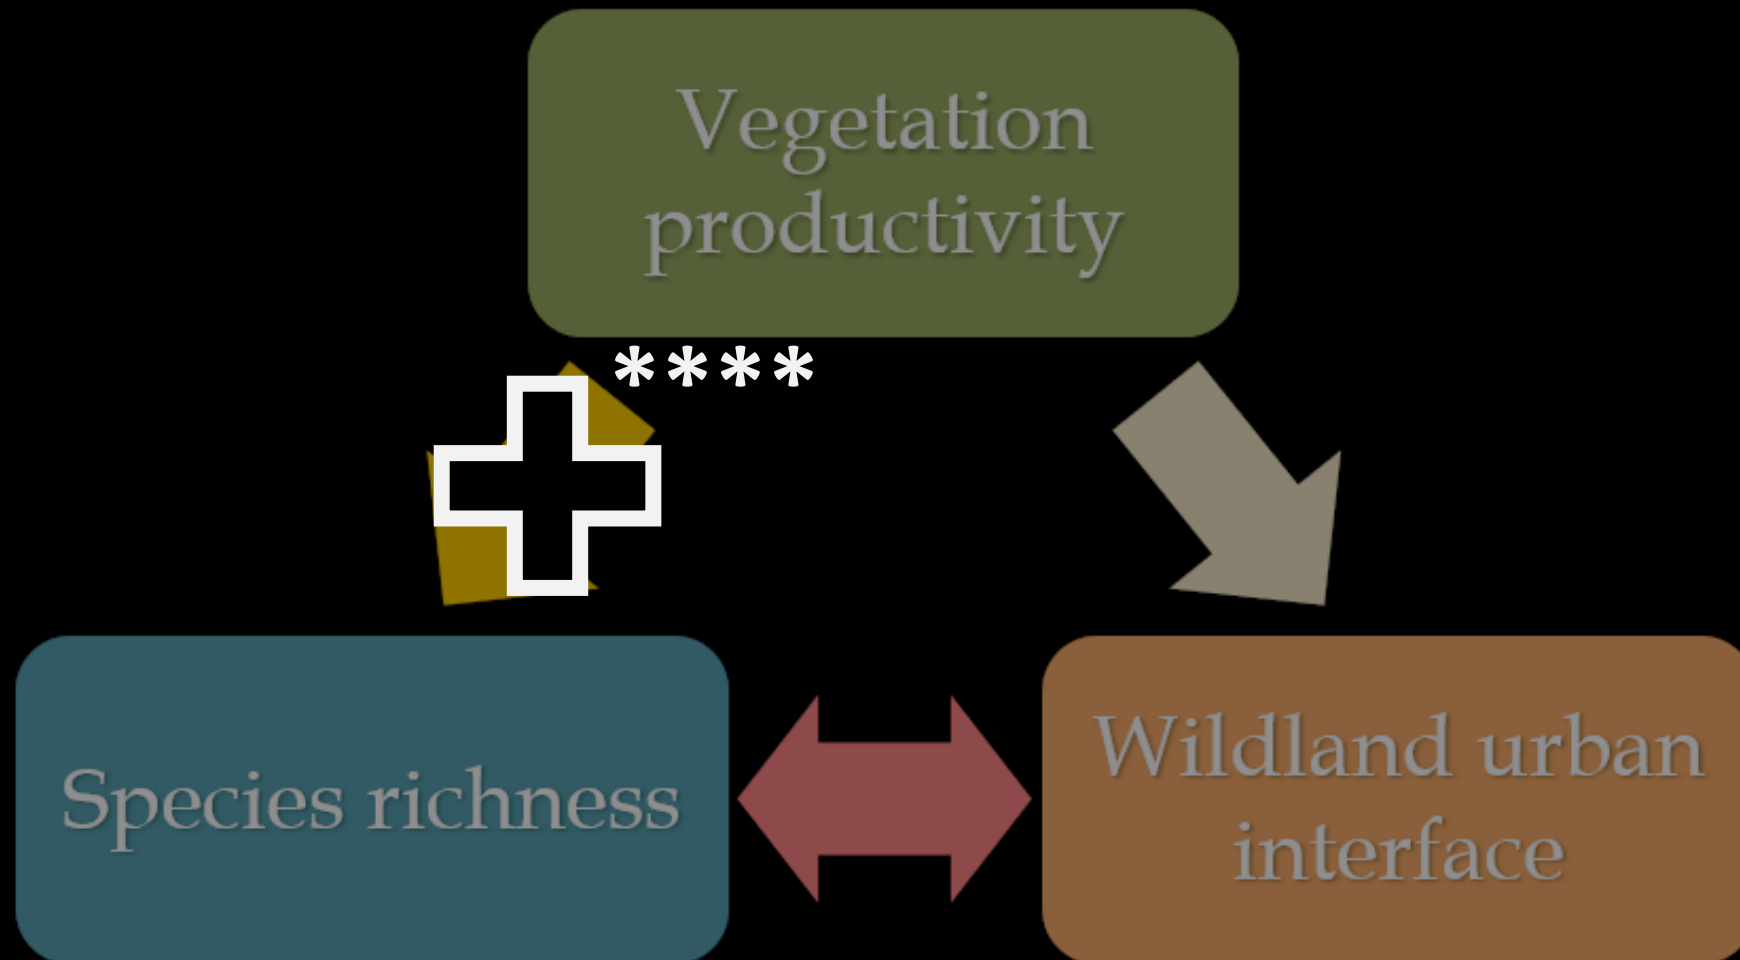 Vegetation
productivity
****
Species richness
Wildland urban
interface